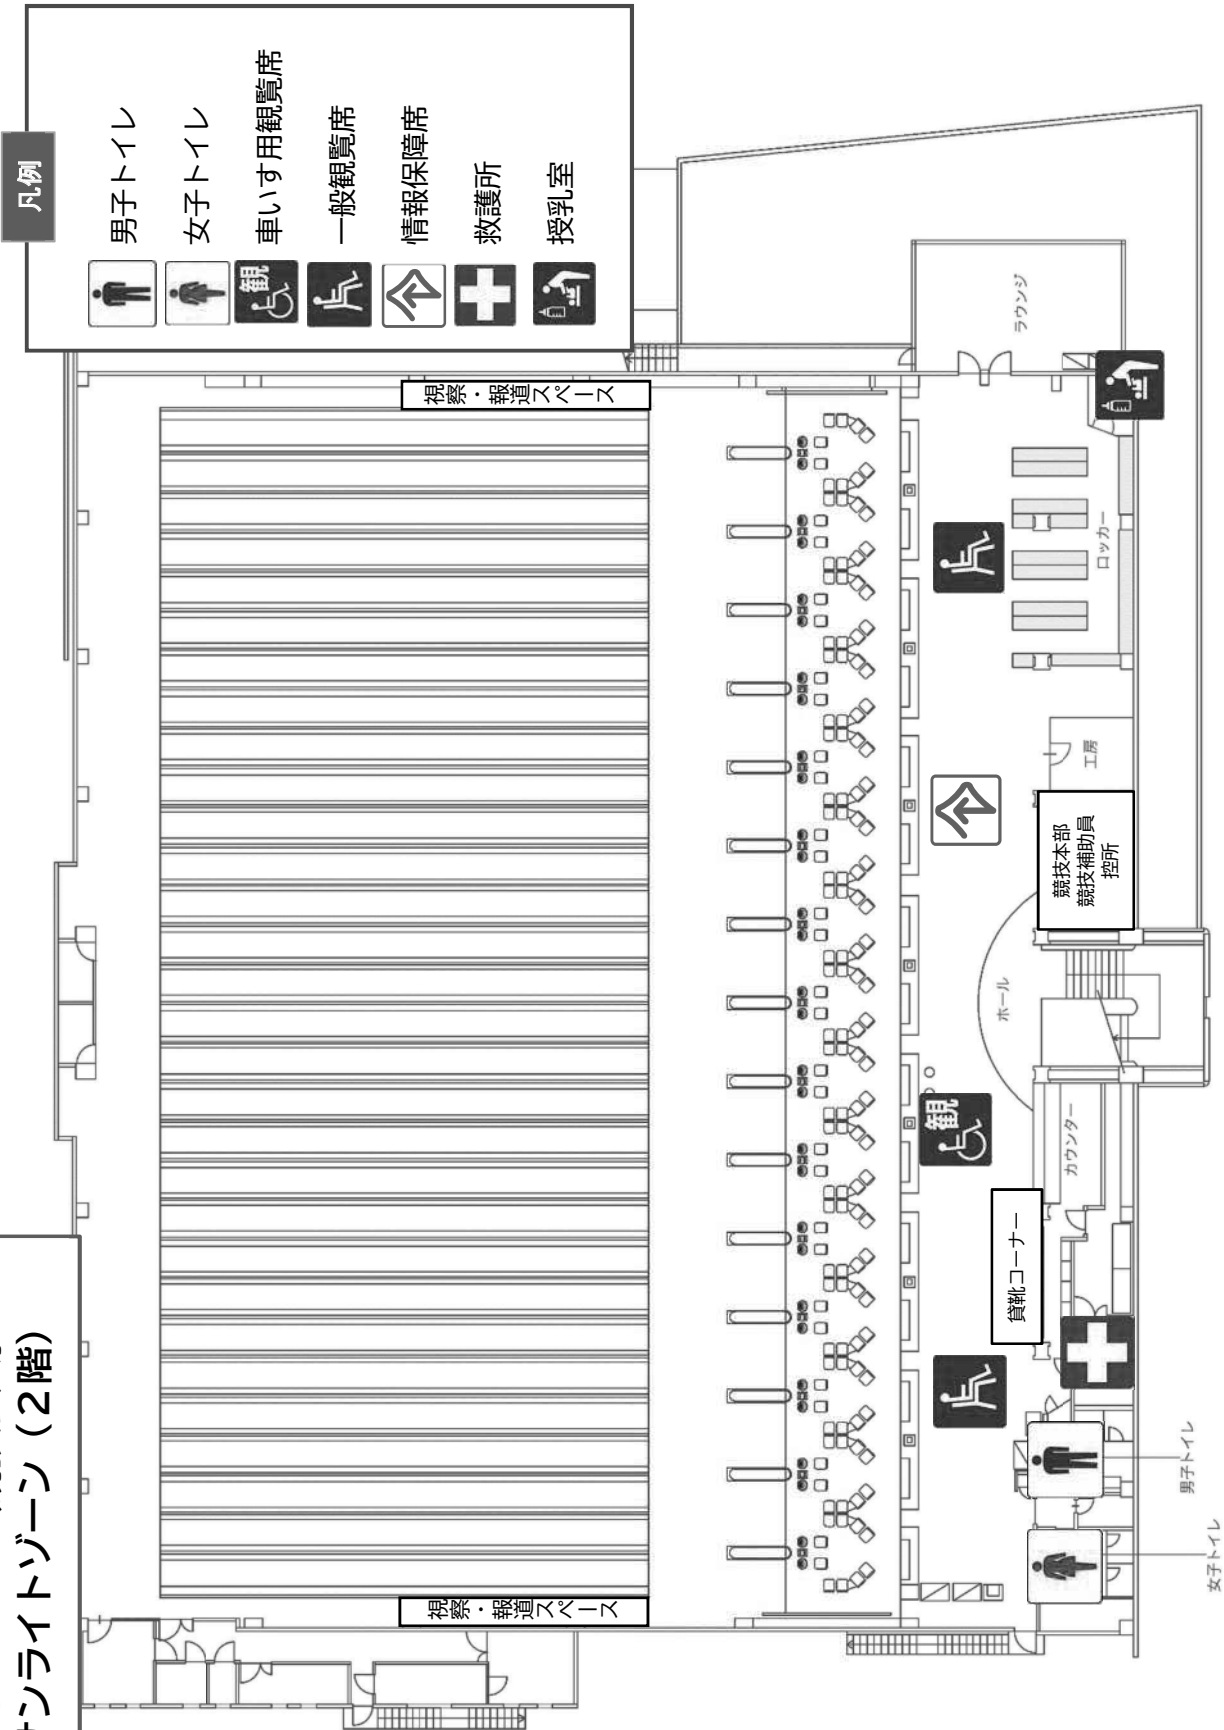 ンライトゾーン（２階）
凡例
男子トイレ
女子トイレ
車いす用観覧席
観
一般観覧席
情報保障席
救護所
授乳室
視察・報道スペース
視察・報道スペース
ラウンジ
ロッカー
工房
競技本部
競技補助員
控所
ホール
観
カウンター
貸靴コーナー
男子トイレ
女子トイレ